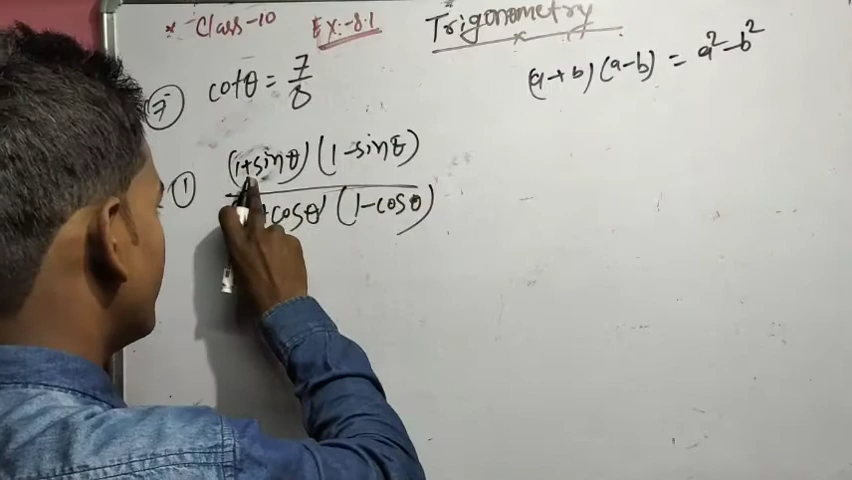 * Class-10 Ex:-8.1 Trigonometry
(a+b)(a-b) = a²-b²
7 cotθ = 7/8
① (1+sinθ)(1-sinθ)
+cosθ)(1-cosθ)